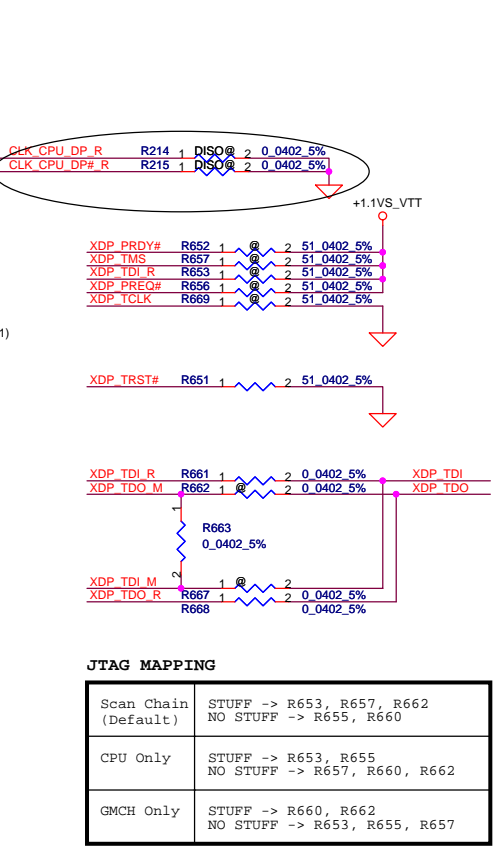 CLK_CPU_DP_R R214 1 DISO@ 2 0_0402_5%
CLK_CPU_DP#_R R215 1 DISO@ 2 0_0402_5%
+1.1VS_VTT
XDP_PRDY# R652 1 @ 2 51_0402_5%
XDP_TMS R657 1 @ 2 51_0402_5%
XDP_TDI_R R653 1 @ 2 51_0402_5%
XDP_PREQ# R656 1 @ 2 51_0402_5%
XDP_TCLK R669 1 @ 2 51_0402_5%
1)
XDP_TRST# R651 1 2 51_0402_5%
XDP_TDI_R R661 1 2 0_0402_5% XDP_TDI
XDP_TDO_M R662 1 @ 2 0_0402_5% XDP_TDO
1
R663
0_0402_5%
2
XDP_TDI_M 1 @ 2
XDP_TDO_R R667 1 2 0_0402_5%
R668 0_0402_5%
JTAG MAPPING
Scan Chain STUFF -> R653, R657, R662
(Default) NO STUFF -> R655, R660
CPU Only STUFF -> R653, R655
NO STUFF -> R657, R660, R662
GMCH Only STUFF -> R660, R662
NO STUFF -> R653, R655, R657